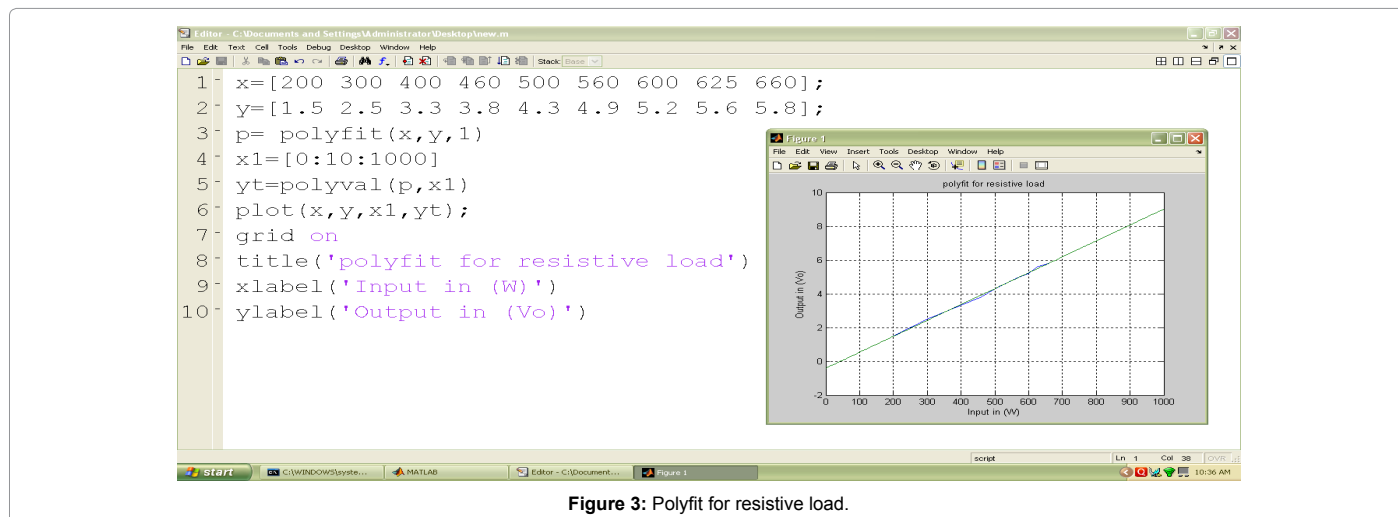 Editor - C:\Documents and Settings\Administrator\Desktop\new.m
File Edit Text Cell Tools Debug Desktop Window Help
Stack: Base
1 - x=[200 300 400 460 500 560 600 625 660];
2 - y=[1.5 2.5 3.3 3.8 4.3 4.9 5.2 5.6 5.8];
3 - p= polyfit(x,y,1)
4 - x1=[0:10:1000]
5 - yt=polyval(p,x1)
6 - plot(x,y,x1,yt);
7 - grid on
8 - title('polyfit for resistive load')
9 - xlabel('Input in (W)')
10 - ylabel('Output in (Vo)')
Figure 1
File Edit View Insert Tools Desktop Window Help
polyfit for resistive load
10
8
6
4
2
0
-2
Output in (Vo)
0 100 200 300 400 500 600 700 800 900 1000
Input in (W)
script Ln 1 Col 38 OVR
start C:\WINDOWS\syste... MATLAB Editor - C:\Document... Figure 1 10:36 AM
Figure 3: Polyfit for resistive load.